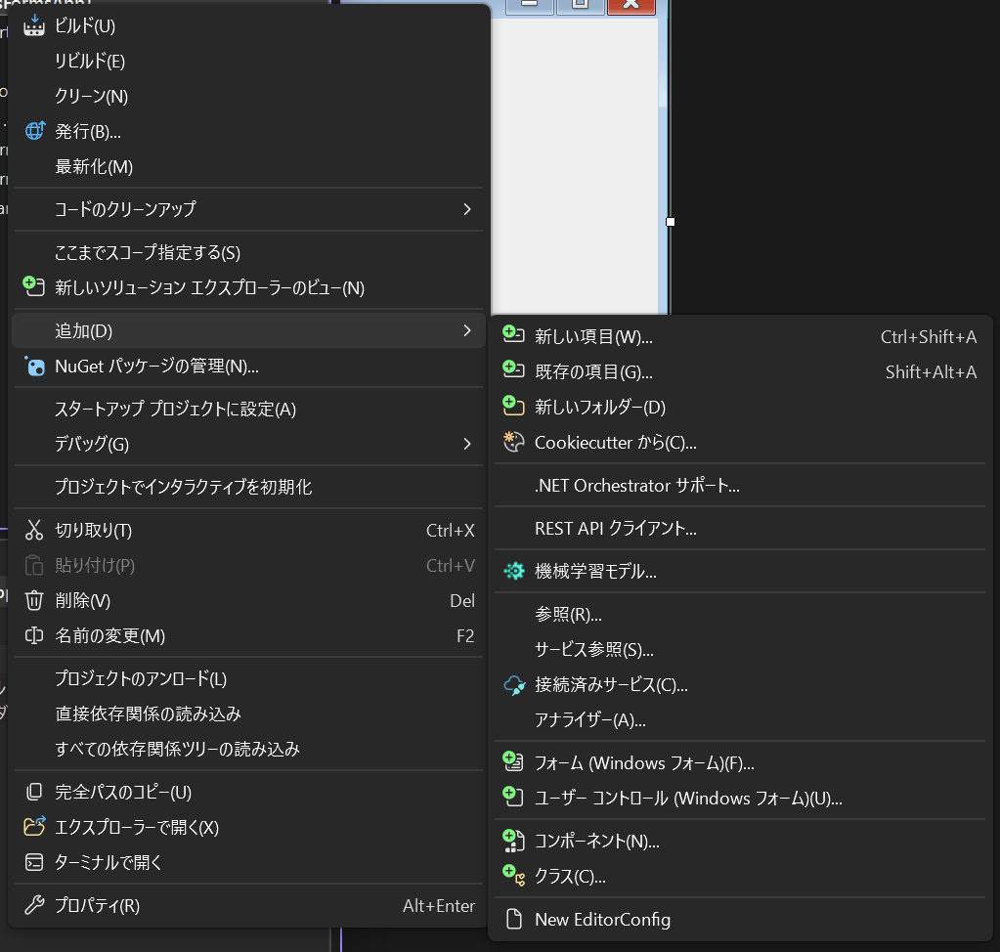 ビルド(U)
リビルド(E)
クリーン(N)
発行(B)...
最新化(M)
コードのクリーンアップ
ここまでスコープ指定する(S)
新しいソリューション エクスプローラーのビュー(N)
追加(D)
NuGet パッケージの管理(N)...
スタートアップ プロジェクトに設定(A)
デバッグ(G)
プロジェクトでインタラクティブを初期化
切り取り(T) Ctrl+X
貼り付け(P) Ctrl+V
削除(V) Del
名前の変更(M) F2
プロジェクトのアンロード(L)
直接依存関係の読み込み
すべての依存関係ツリーの読み込み
完全パスのコピー(U)
エクスプローラーで開く(X)
ターミナルで開く
プロパティ(R) Alt+Enter
新しい項目(W)... Ctrl+Shift+A
既存の項目(G)... Shift+Alt+A
新しいフォルダー(D)
Cookiecutter から(C)...
.NET Orchestrator サポート...
REST API クライアント...
機械学習モデル...
参照(R)...
サービス参照(S)...
接続済みサービス(C)...
アナライザー(A)...
フォーム (Windows フォーム)(F)...
ユーザー コントロール (Windows フォーム)(U)...
コンポーネント(N)...
クラス(C)...
New EditorConfig